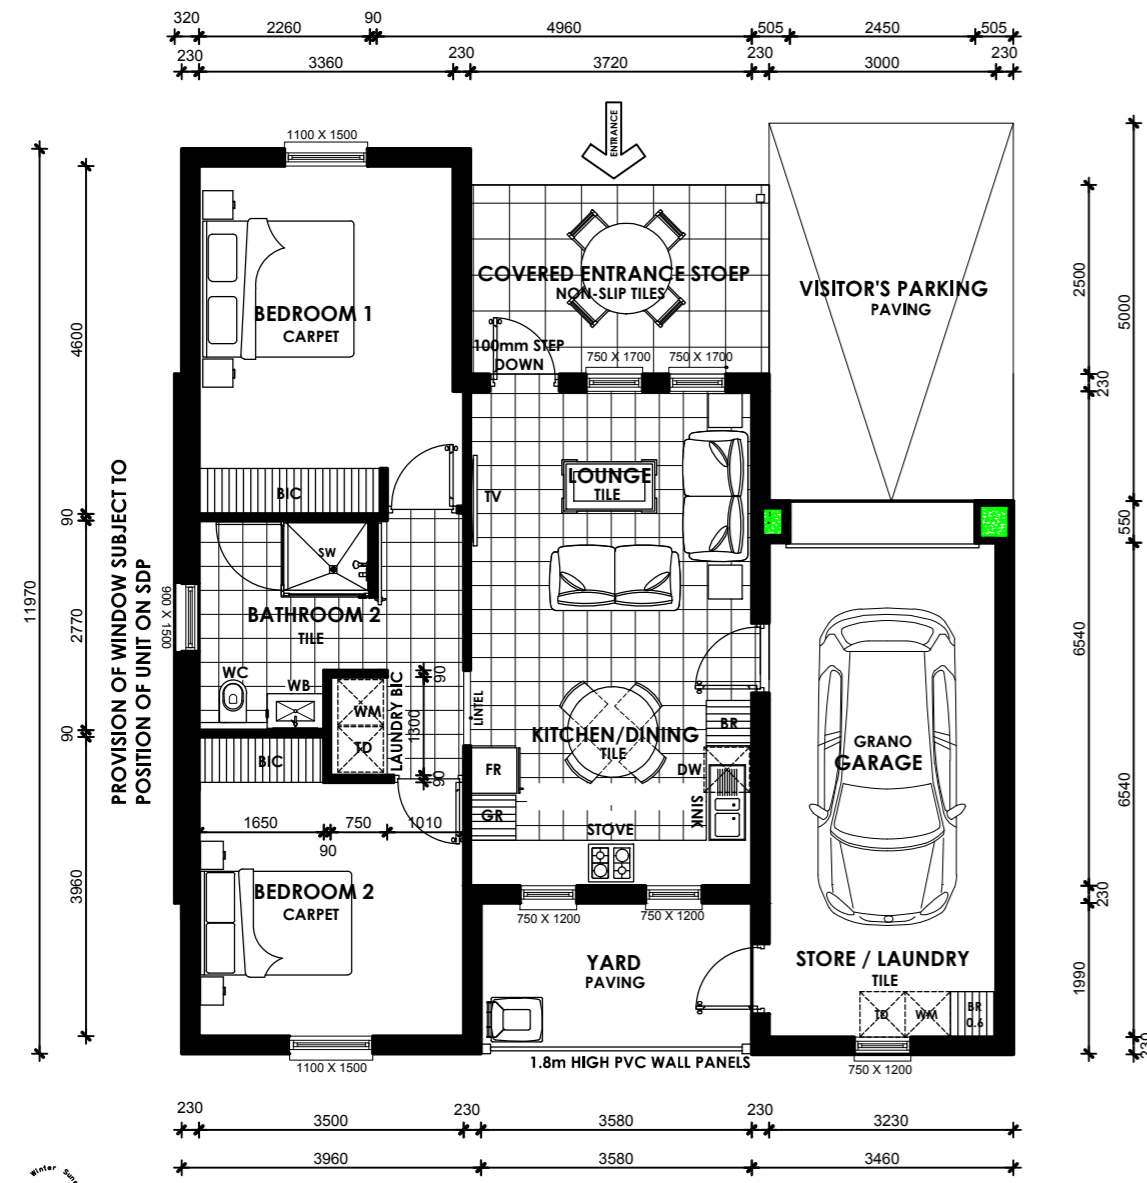 320 2260 90 4960 505 2450 505
230 3360 230 3720 230 3000 230
ENTRANCE
1100 X 1500
COVERED ENTRANCE STOEP
NON-SLIP TILES
VISITOR'S PARKING
PAVING
BEDROOM 1
CARPET
100mm STEP
DOWN
750 X 1700
750 X 1700
4600
2500
5000
230
BIC
TV
LOUNGE
TILE
PROVISION OF WINDOW SUBJECT TO
POSITION OF UNIT ON SDP
11970
90
2770
90
3960
900 X 1500
SW
BATHROOM 2
TILE
WC
WB
WM
TD
LAUNDRY BIC
90
1300
90
LINTEL
550
6540
6540
KITCHEN/DINING
TILE
BR
DW
FR
GR
SINK
STOVE
BIC
GRANO
GARAGE
1650 750 1010
90
BEDROOM 2
CARPET
750 X 1200
750 X 1200
230
1990
230
YARD
PAVING
STORE / LAUNDRY
TILE
TD
WM
BR
0.6
1100 X 1500
1.8m HIGH PVC WALL PANELS
750 X 1200
230 3500 230 3580 230 3230
3960 3580 3460
Winter